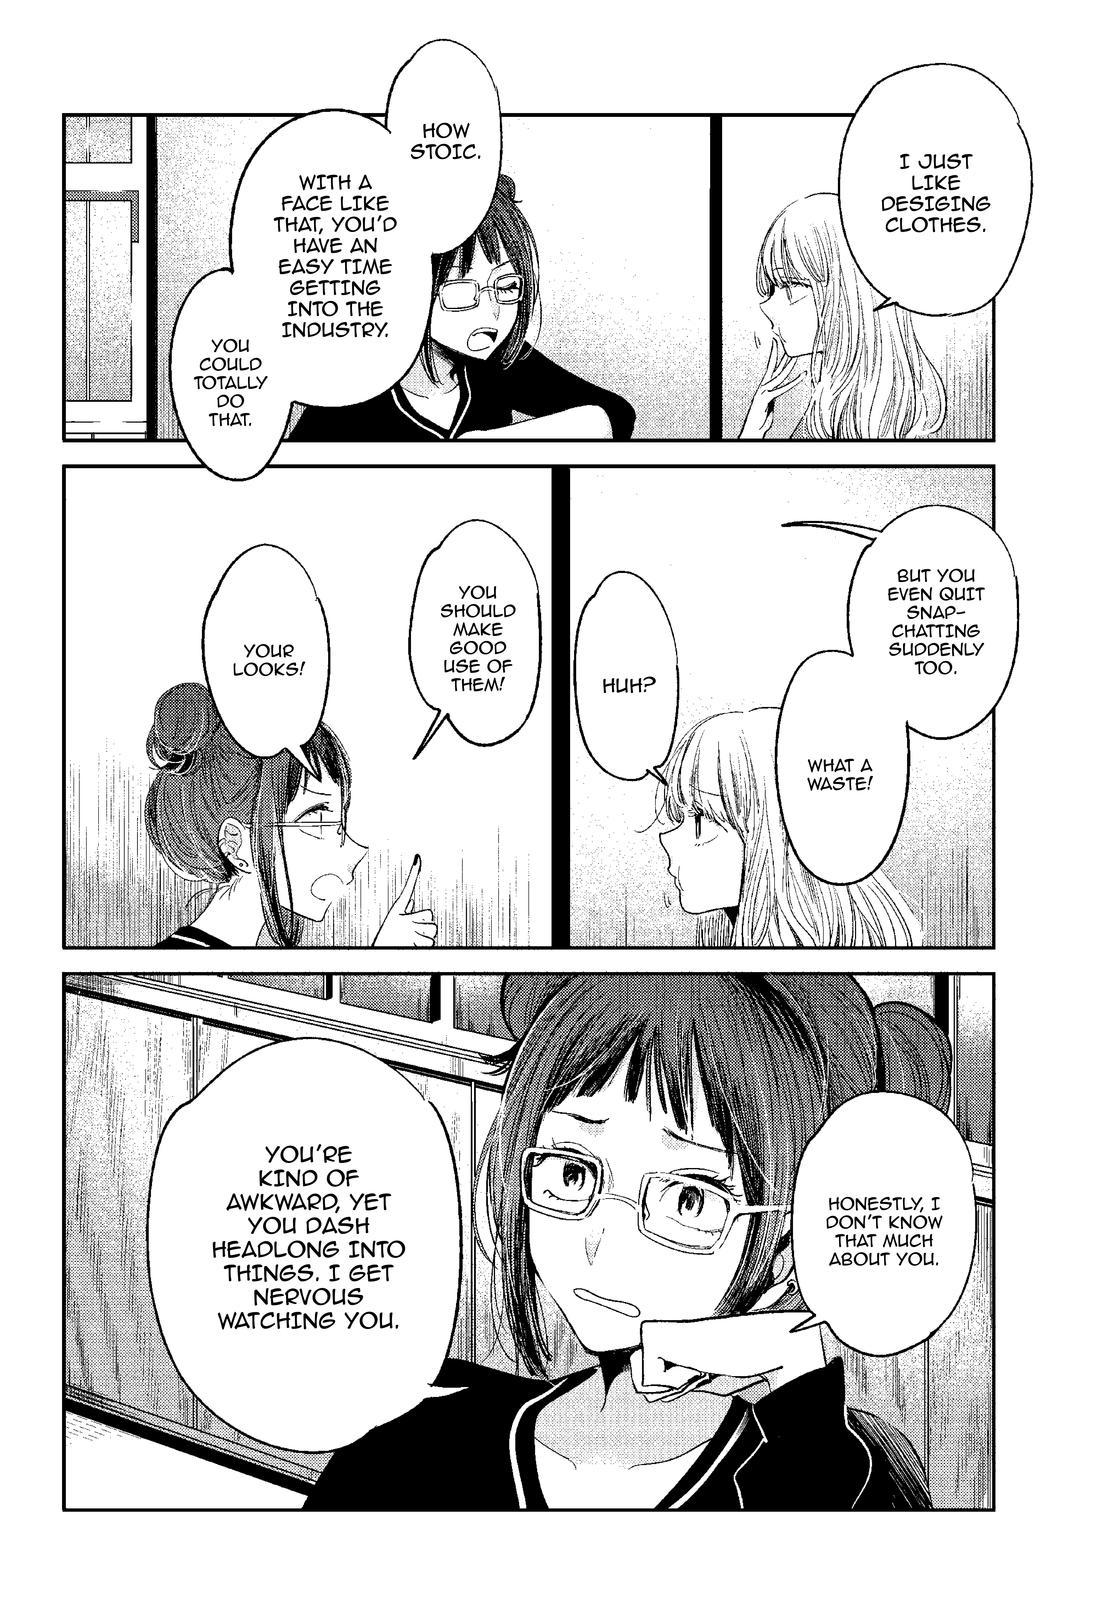 I JUST
LIKE
DESIGING
CLOTHES.
HOW
STOIC.
WITH A
FACE LIKE
THAT, YOU'D
HAVE AN
EASY TIME
GETTING
INTO THE
INDUSTRY.
YOU
COULD
TOTALLY
DO
THAT.
BUT YOU
EVEN QUIT
SNAP-
CHATTING
SUDDENLY
TOO.
WHAT A
WASTE!
HUH?
YOU
SHOULD
MAKE
GOOD
USE OF
THEM!
YOUR
LOOKS!
HONESTLY, I
DON'T KNOW
THAT MUCH
ABOUT YOU.
YOU'RE
KIND OF
AWKWARD, YET
YOU DASH
HEADLONG INTO
THINGS. I GET
NERVOUS
WATCHING YOU.